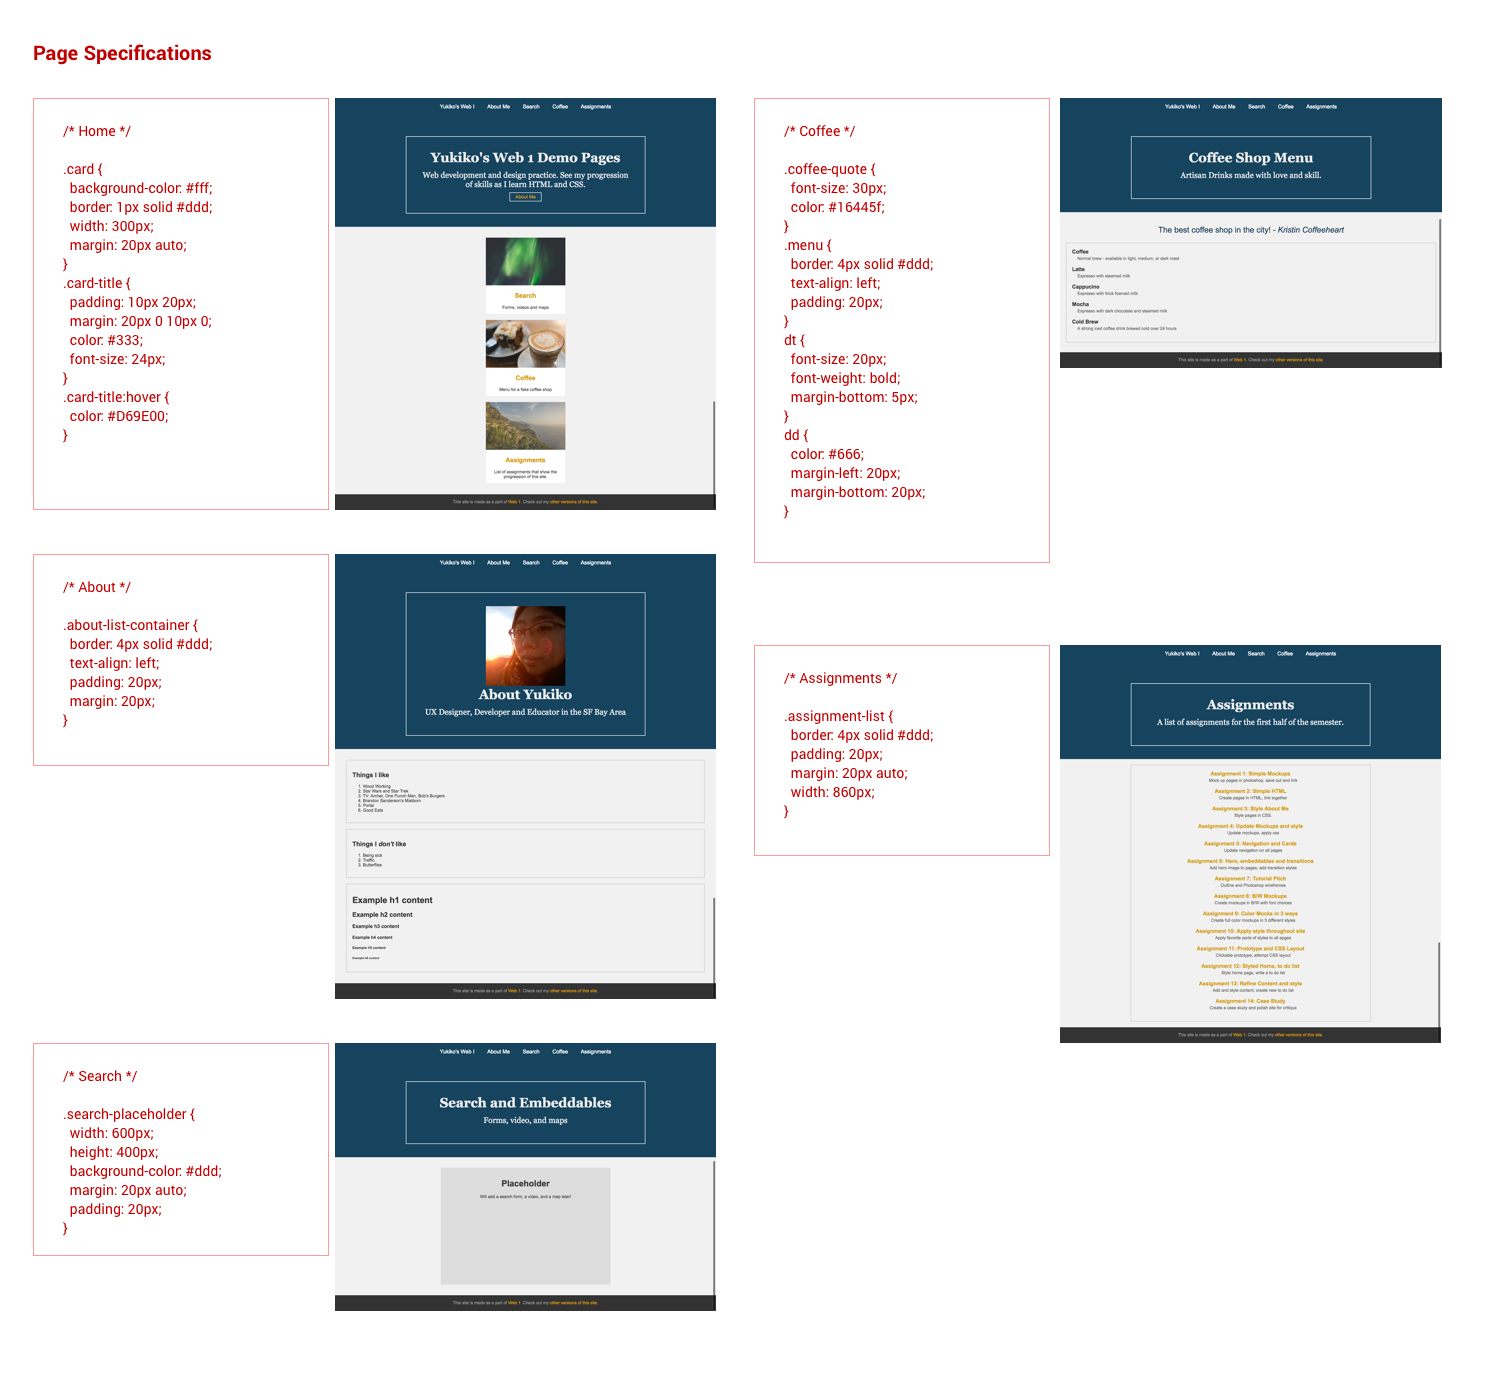 Page Specifications
/* Home */
.card {
background-color: #fff;
border: 1px solid #ddd;
width: 300px;
margin: 20px auto;
}
.card-title {
padding: 10px 20px;
margin: 20px 0 10px 0;
color: #333;
font-size: 24px;
}
.card-title:hover {
color: #D69E00;
}
Yukiko's Web I About Me Search Coffee Assignments
Yukiko's Web 1 Demo Pages
Web development and design practice. See my progression
of skills as I learn HTML and CSS.
About Me
Search
Forms, videos and maps
Coffee
Menu for a fake coffee shop
Assignments
List of assignments that show the
progression of this site.
This site is made as a part of Web 1. Check out my other versions of this site.
/* About */
.about-list-container {
border: 4px solid #ddd;
text-align: left;
padding: 20px;
margin: 20px;
}
Yukiko's Web I About Me Search Coffee Assignments
About Yukiko
UX Designer, Developer and Educator in the SF Bay Area
Things I like
1. Wood Working
2. Star Wars and Star Trek
3. TV: Archer, One Punch Man, Bob's Burgers
4. Brandon Sanderson's Mistborn
5. Portal
6. Good Eats
Things I don't like
1. Being sick
2. Traffic
3. Butterflies
Example h1 content
Example h2 content
Example h3 content
Example h4 content
Example h5 content
Example h6 content
This site is made as a part of Web 1. Check out my other versions of this site.
/* Search */
.search-placeholder {
width: 600px;
height: 400px;
background-color: #ddd;
margin: 20px auto;
padding: 20px;
}
Yukiko's Web I About Me Search Coffee Assignments
Search and Embeddables
Forms, video, and maps
Placeholder
Will add a search form, a video, and a map later!
This site is made as a part of Web 1. Check out my other versions of this site.
/* Coffee */
.coffee-quote {
font-size: 30px;
color: #16445f;
}
.menu {
border: 4px solid #ddd;
text-align: left;
padding: 20px;
}
dt {
font-size: 20px;
font-weight: bold;
margin-bottom: 5px;
}
dd {
color: #666;
margin-left: 20px;
margin-bottom: 20px;
}
Yukiko's Web I About Me Search Coffee Assignments
Coffee Shop Menu
Artisan Drinks made with love and skill.
The best coffee shop in the city! - Kristin Coffeeheart
Coffee
Normal brew - available in light, medium, or dark roast
Latte
Espresso with steamed milk
Cappucino
Espresso with thick foamed milk
Mocha
Espresso with dark chocolate and steamed milk
Cold Brew
A strong iced coffee drink brewed cold over 24 hours
This site is made as a part of Web 1. Check out my other versions of this site.
/* Assignments */
.assignment-list {
border: 4px solid #ddd;
padding: 20px;
margin: 20px auto;
width: 860px;
}
Yukiko's Web I About Me Search Coffee Assignments
Assignments
A list of assignments for the first half of the semester.
Assignment 1: Simple Mockups
Mock up pages in photoshop, save out and link
Assignment 2: Simple HTML
Create pages in HTML, link together
Assignment 3: Style About Me
Style pages in CSS.
Assignment 4: Update Mockups and style
Update mockups, apply css
Assignment 5: Navigation and Cards
Update navigation on all pages
Assignment 6: Hero, embeddables and transitions
Add hero image to pages, add transition styles
Assignment 7: Tutorial Pitch
Outline and Photoshop wireframes
Assignment 8: B/W Mockups
Create mockups in B/W with font choices
Assignment 9: Color Mocks in 3 ways
Create full color mockups in 3 different styles
Assignment 10: Apply style throughout site
Apply favorite parts of styles to all apges
Assignment 11: Prototype and CSS Layout
Clickable prototype, attempt CSS layout
Assignment 12: Styled Home, to do list
Style home page, write a to do list
Assignment 13: Refine Content and style
Add and style content, create new to do list
Assignment 14: Case Study
Create a case study and polish site for critique
This site is made as a part of Web 1. Check out my other versions of this site.